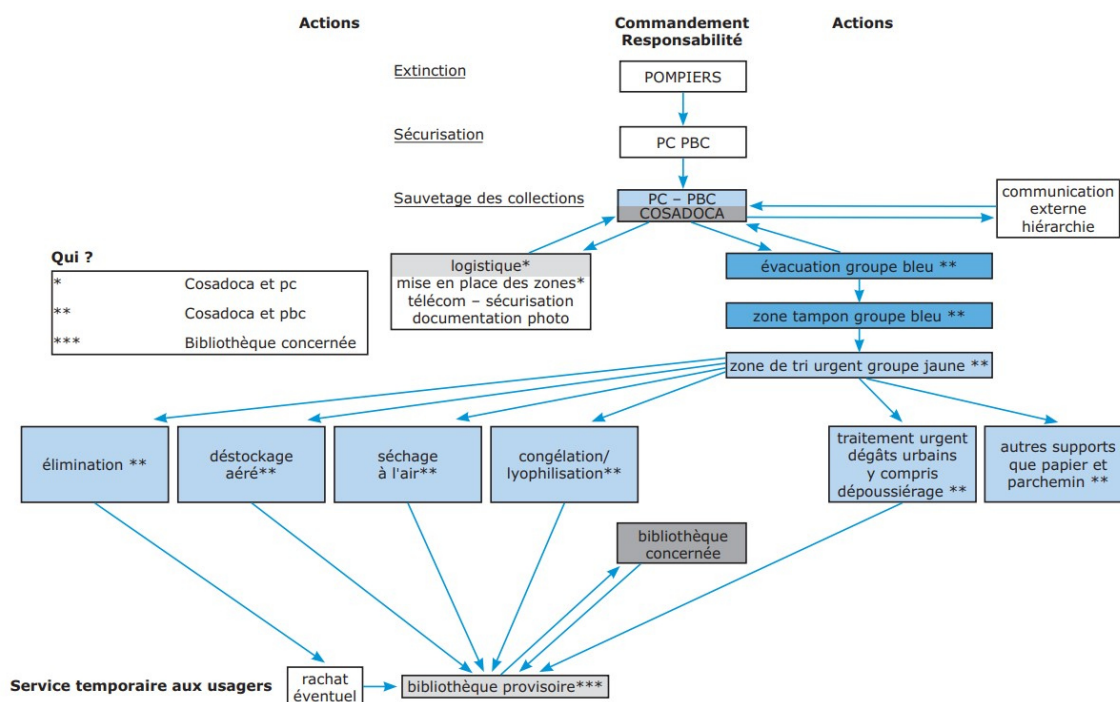 Actions
Commandement
Responsabilité
Actions
Extinction
POMPIERS
Sécurisation
PC PBC
Sauvetage des collections
PC – PBC
COSADOCA
communication
externe
hiérarchie
Qui ?
* Cosadoca et pc
** Cosadoca et pbc
*** Bibliothèque concernée
logistique*
mise en place des zones*
télécom – sécurisation
documentation photo
évacuation groupe bleu **
zone tampon groupe bleu **
zone de tri urgent groupe jaune **
élimination **
déstockage
aéré**
séchage
à l'air**
congélation/
lyophilisation**
traitement urgent
dégâts urbains
y compris
dépoussiérage **
autres supports
que papier et
parchemin **
bibliothèque
concernée
Service temporaire aux usagers
rachat
éventuel
bibliothèque provisoire***